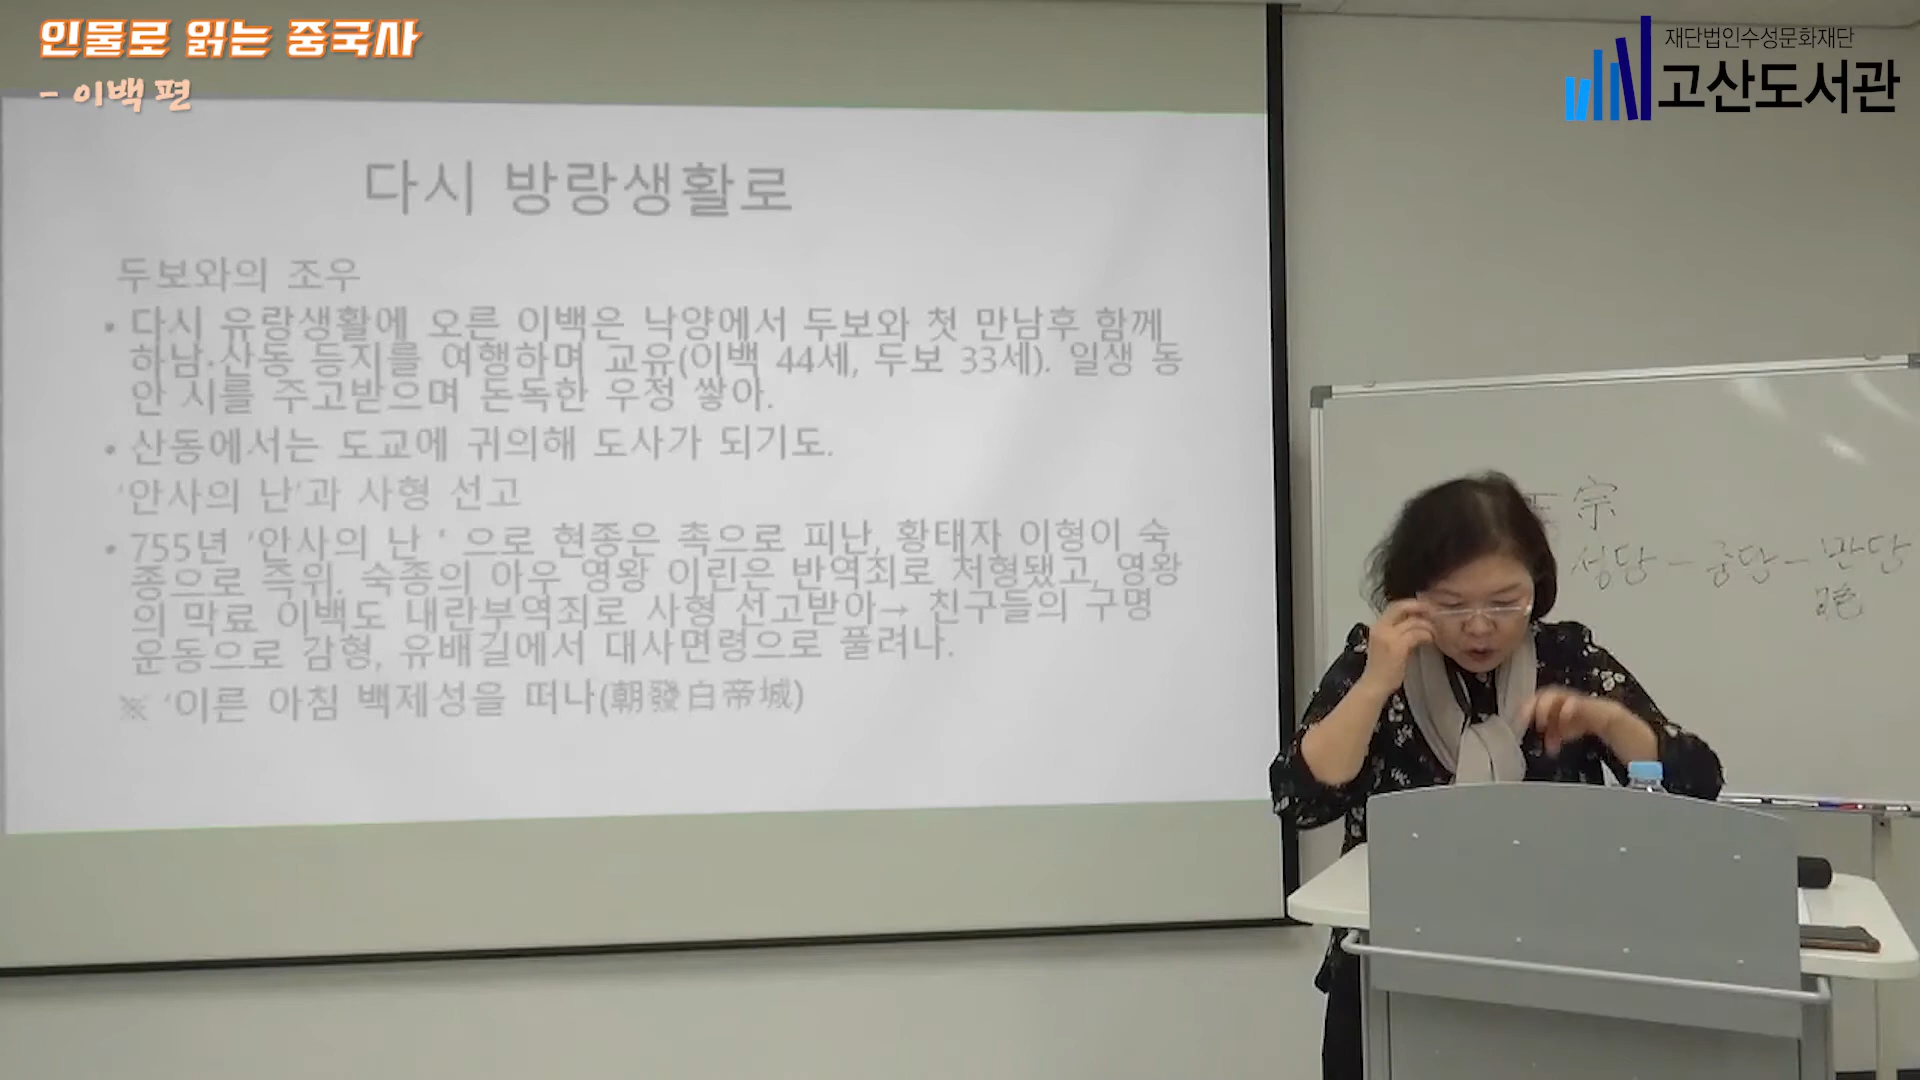 인물로 읽는 중국사
- 이백 편
재단법인수성문화재단
고산도서관
다시 방랑생활로
두보와의 조우
• 다시 유랑생활에 오른 이백은 낙양에서 두보와 첫 만남후 함께
하남·산동 등지를 여행하며 교유(이백 44세, 두보 33세). 일생 동
안 시를 주고받으며 돈독한 우정 쌓아.
• 산동에서는 도교에 귀의해 도사가 되기도.
'안사의 난'과 사형 선고
• 755년 '안사의 난 ' 으로 현종은 촉으로 피난, 황태자 이형이 숙
종으로 즉위. 숙종의 아우 영왕 이린은 반역죄로 처형됐고, 영왕
의 막료 이백도 내란부역죄로 사형 선고받아→ 친구들의 구명
운동으로 감형, 유배길에서 대사면령으로 풀려나.
※ '이른 아침 백제성을 떠나(朝發白帝城)
宗
성당 - 중당 - 만당